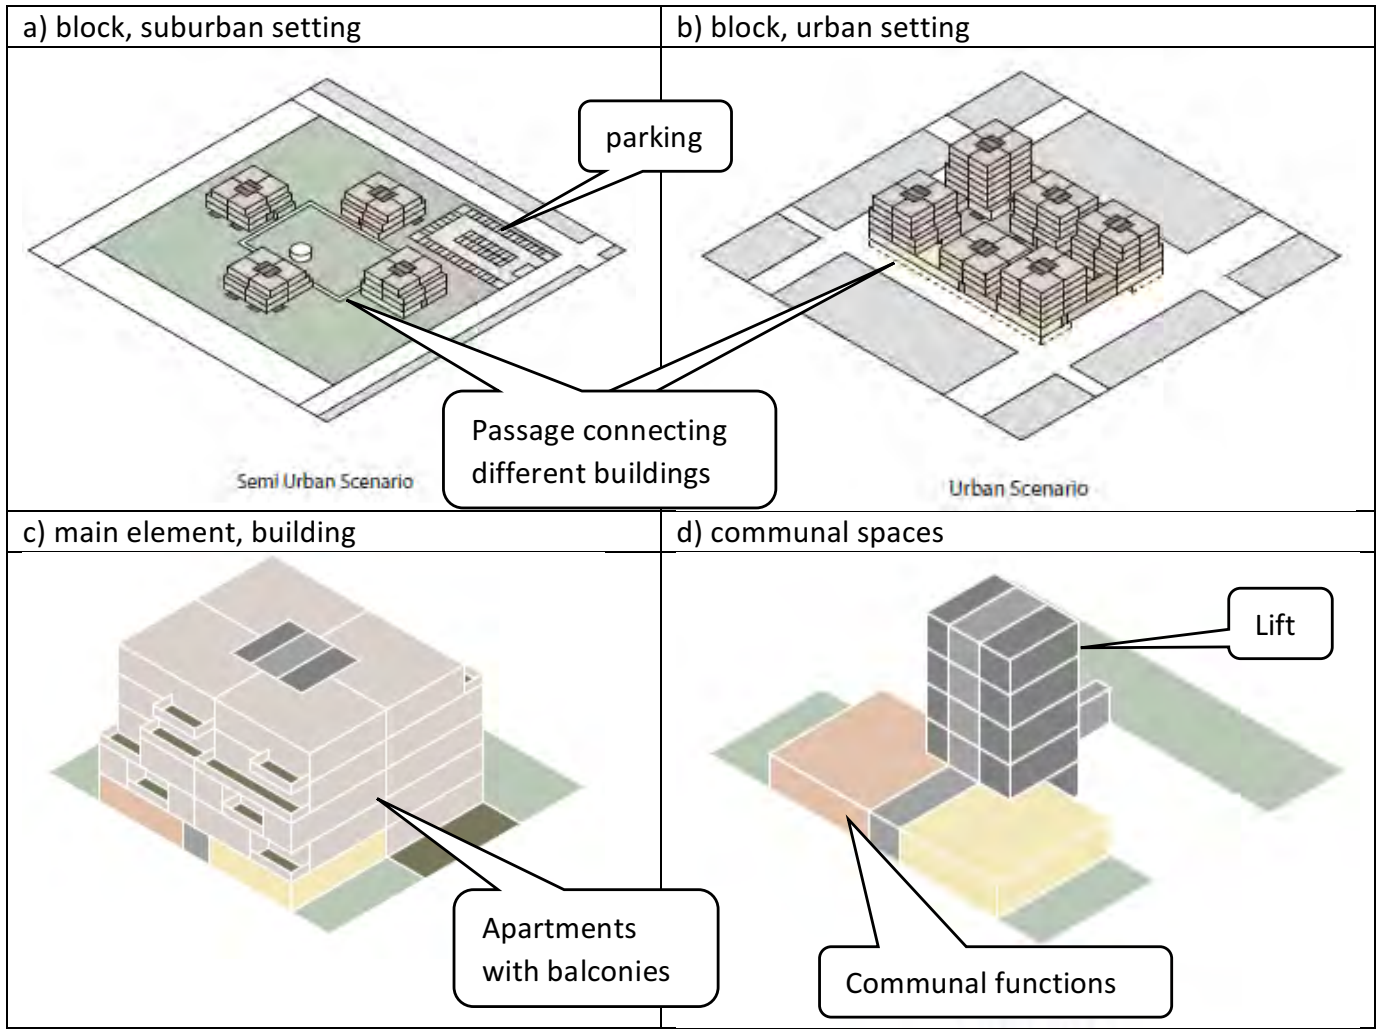 a) block, suburban setting
b) block, urban setting
parking
Passage connecting
different buildings
Semi Urban Scenario
Urban Scenario
c) main element, building
d) communal spaces
Lift
Apartments
with balconies
Communal functions